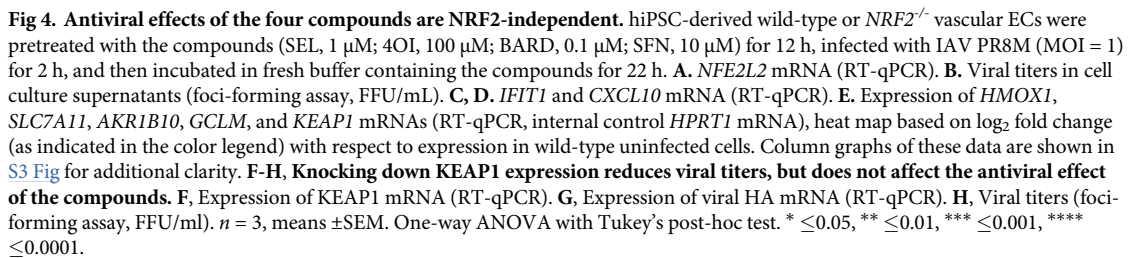 Fig 4. Antiviral effects of the four compounds are NRF2-independent. hiPSC-derived wild-type or NRF2-/- vascular ECs were
pretreated with the compounds (SEL, 1 μM; 4OI, 100 μM; BARD, 0.1 μM; SFN, 10 μM) for 12 h, infected with IAV PR8M (MOI = 1)
for 2 h, and then incubated in fresh buffer containing the compounds for 22 h. A. NFE2L2 mRNA (RT-qPCR). B. Viral titers in cell
culture supernatants (foci-forming assay, FFU/mL). C, D. IFIT1 and CXCL10 mRNA (RT-qPCR). E. Expression of HMOX1,
SLC7A11, AKR1B10, GCLM, and KEAP1 mRNAs (RT-qPCR, internal control HPRT1 mRNA), heat map based on log₂ fold change
(as indicated in the color legend) with respect to expression in wild-type uninfected cells. Column graphs of these data are shown in
S3 Fig for additional clarity. F-H, Knocking down KEAP1 expression reduces viral titers, but does not affect the antiviral effect
of the compounds. F, Expression of KEAP1 mRNA (RT-qPCR). G, Expression of viral HA mRNA (RT-qPCR). H, Viral titers (foci-
forming assay, FFU/ml). n = 3, means ±SEM. One-way ANOVA with Tukey's post-hoc test. * ≤0.05, ** ≤0.01, *** ≤0.001, ****
≤0.0001.